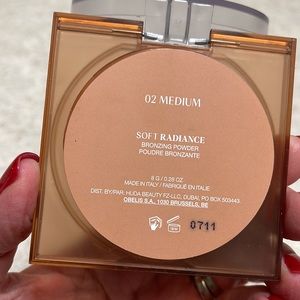 02 MEDIUM
SOFT RADIANCE
BRONZING POWDER
POUDRE BRONZANTE
8 G / 0.28 OZ
MADE IN ITALY / FABRIQUÉ EN ITALIE
DIST. BY/PAR. HUDA BEAUTY FZ-LLC, DUBAI, PO BOX 503443
OBELIS S.A., 1030 BRUSSELS, BE
0711